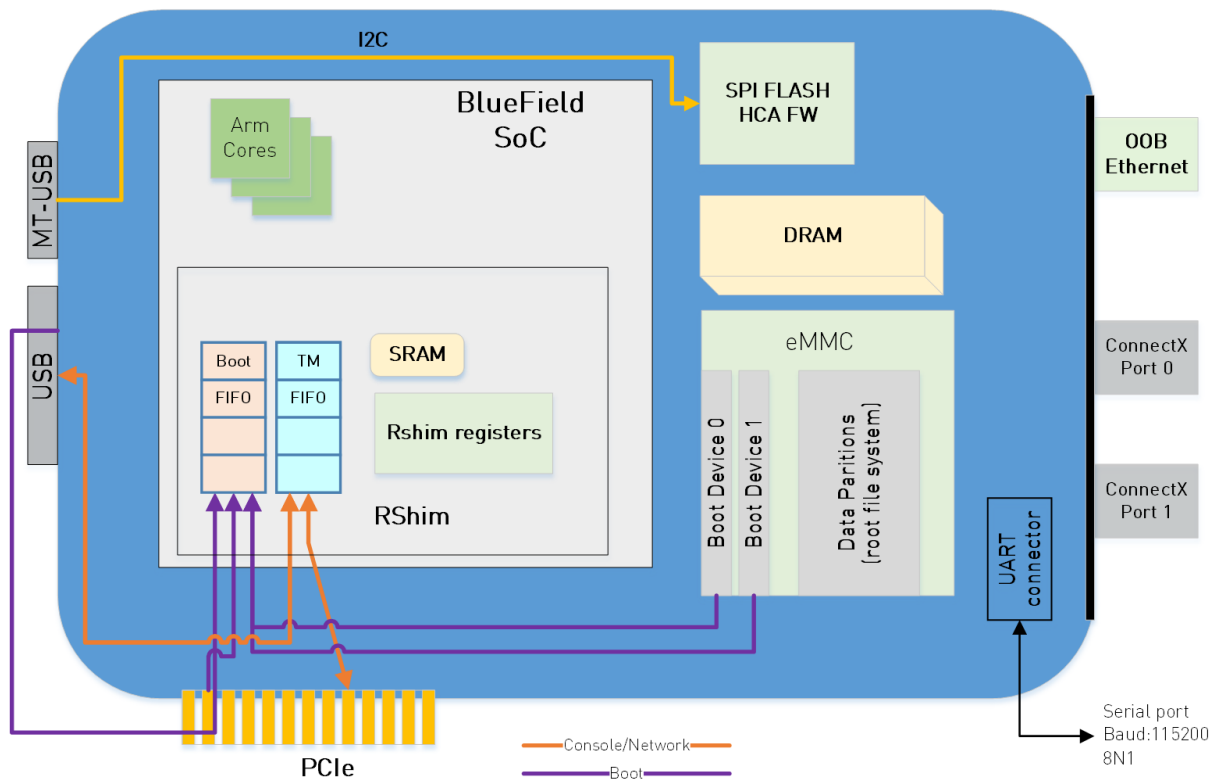 I2C
BlueField
SoC
Arm
Cores
SPI FLASH
HCA FW
OOB
Ethernet
MT-USB
DRAM
USB
Boot
FIFO
TM
FIFO
SRAM
Rshim registers
RShim
eMMC
Boot Device 0
Boot Device 1
Data Paritions
(root file system)
ConnectX
Port 0
ConnectX
Port 1
UART
connector
Serial port
Baud:115200
8N1
PCIe
Console/Network
Boot